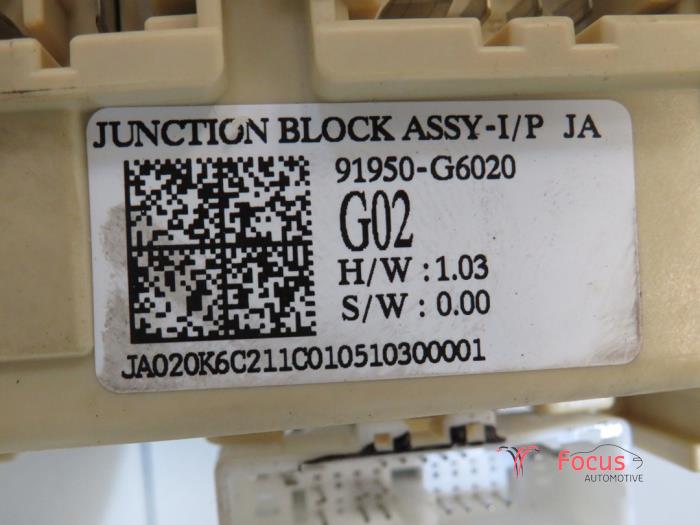 JUNCTION BLOCK ASSY-I/P JA
91950-G6020
G02
H/W : 1.03
S/W : 0.00
JA020K6C211C010510300001
Focus
AUTOMOTIVE